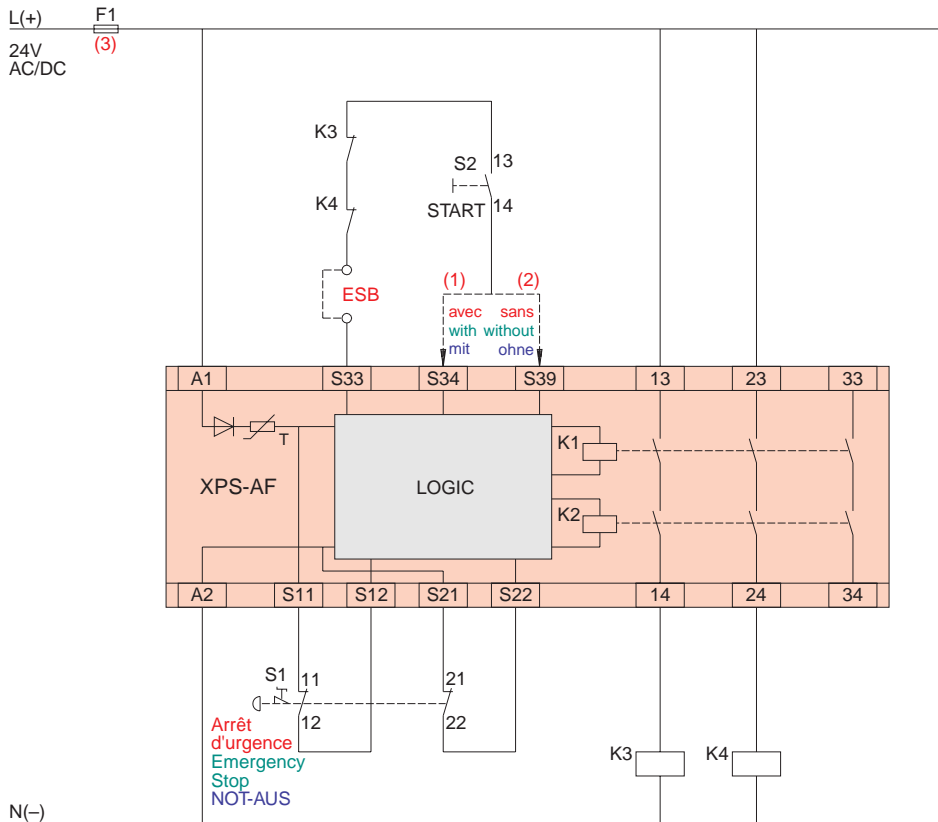 L(+)
F1
(3)
24V
AC/DC
K3
K4
S2
13
START
14
ESB
(1)
(2)
avec sans
with without
mit ohne
A1
S33
S34
S39
13
23
33
T
XPS-AF
LOGIC
K1
K2
A2
S11
S12
S21
S22
14
24
34
S1
11
12
21
22
Arrêt
d'urgence
Emergency
Stop
NOT-AUS
K3
K4
N(–)